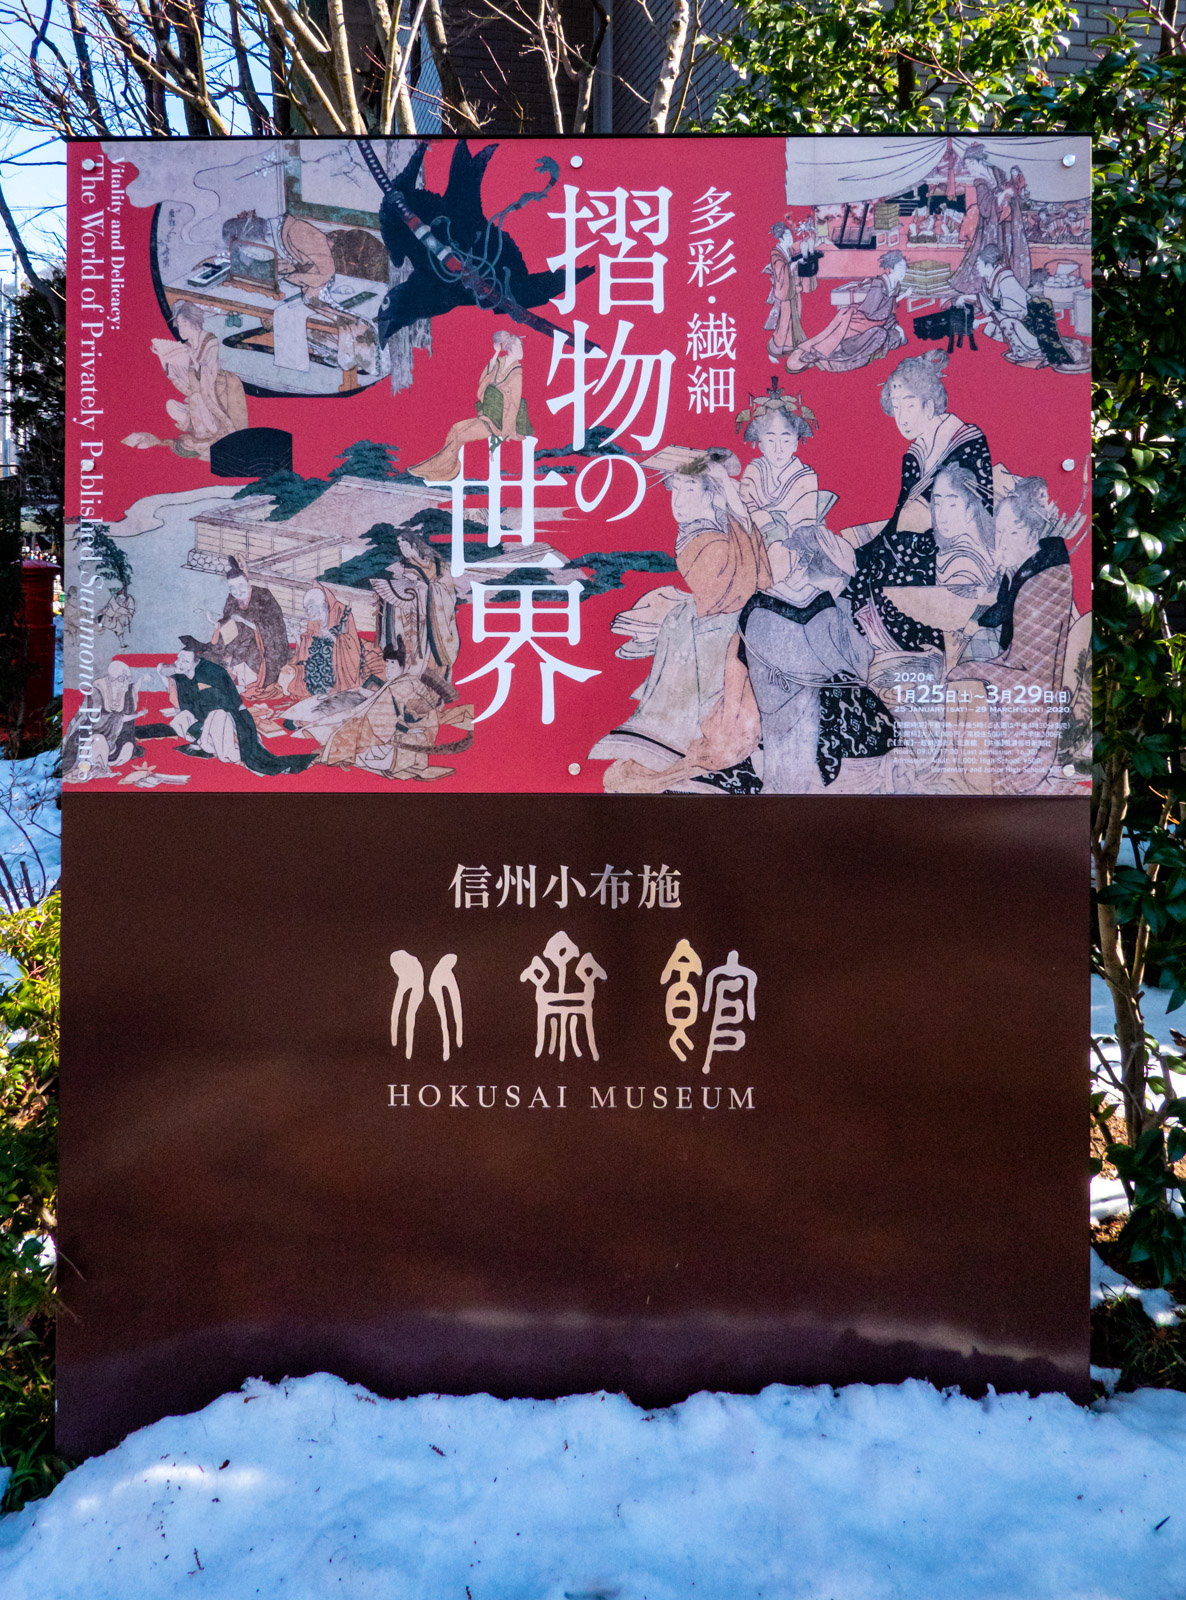 多彩・繊細
摺物の
世界
Vitality and Delicacy:
The World of Privately Published Surimono Prints
2020年
1月25日(土)~3月29日(日)
25 JANUARY (SAT) – 29 MARCH (SUN) 2020
信州小布施
北斎館
HOKUSAI MUSEUM